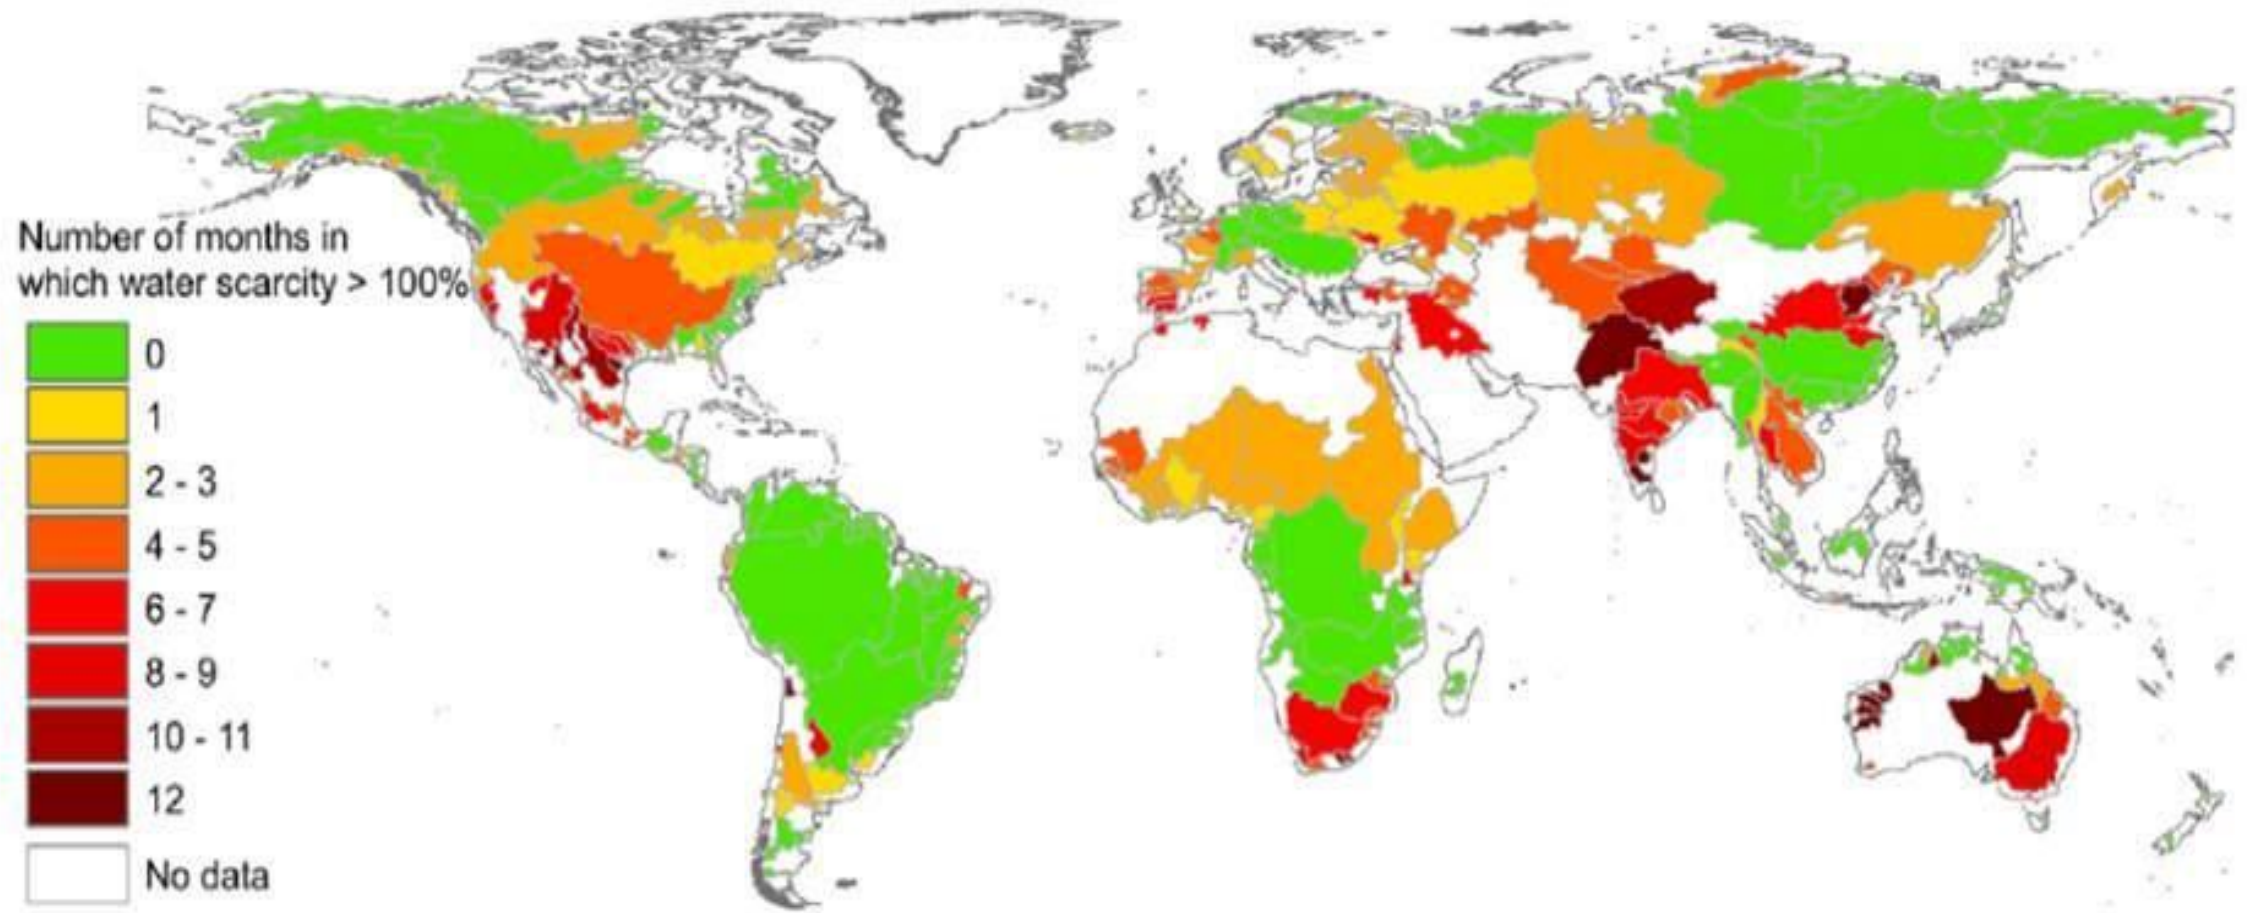 Number of months in
which water scarcity > 100%
0
1
2 - 3
4 - 5
6 - 7
8 - 9
10 - 11
12
No data